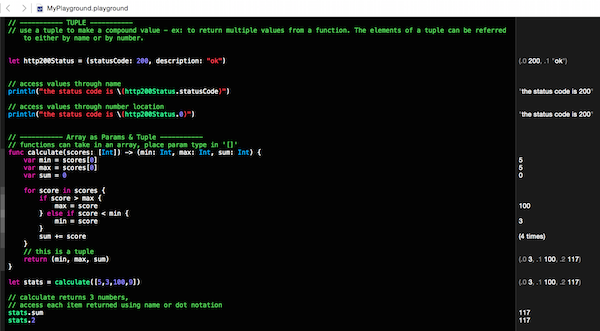 MyPlayground.playground
// ----------- TUPLE -----------
// use a tuple to make a compound value - ex: to return multiple values from a function. The elements of a tuple can be referred
to either by name or by number.
let http200Status = (statusCode: 200, description: "ok")
(.0 200, .1 "ok")
// access values through name
println("the status code is \(http200Status.statusCode)")
"the status code is 200"
// access values through number location
println("the status code is \(http200Status.0)")
"the status code is 200"
// ----------- Array as Params & Tuple -----------
// functions can take in an array, place param type in '[]'
func calculate(scores: [Int]) -> (min: Int, max: Int, sum: Int) {
var min = scores[0]
5
var max = scores[0]
5
var sum = 0
0
for score in scores {
if score > max {
max = score
100
} else if score < min {
min = score
3
}
sum += score
(4 times)
}
// this is a tuple
return (min, max, sum)
(.0 3, .1 100, .2 117)
}
let stats = calculate([5,3,100,9])
(.0 3, .1 100, .2 117)
// calculate returns 3 numbers,
// access each item returned using name or dot notation
stats.sum
117
stats.2
117